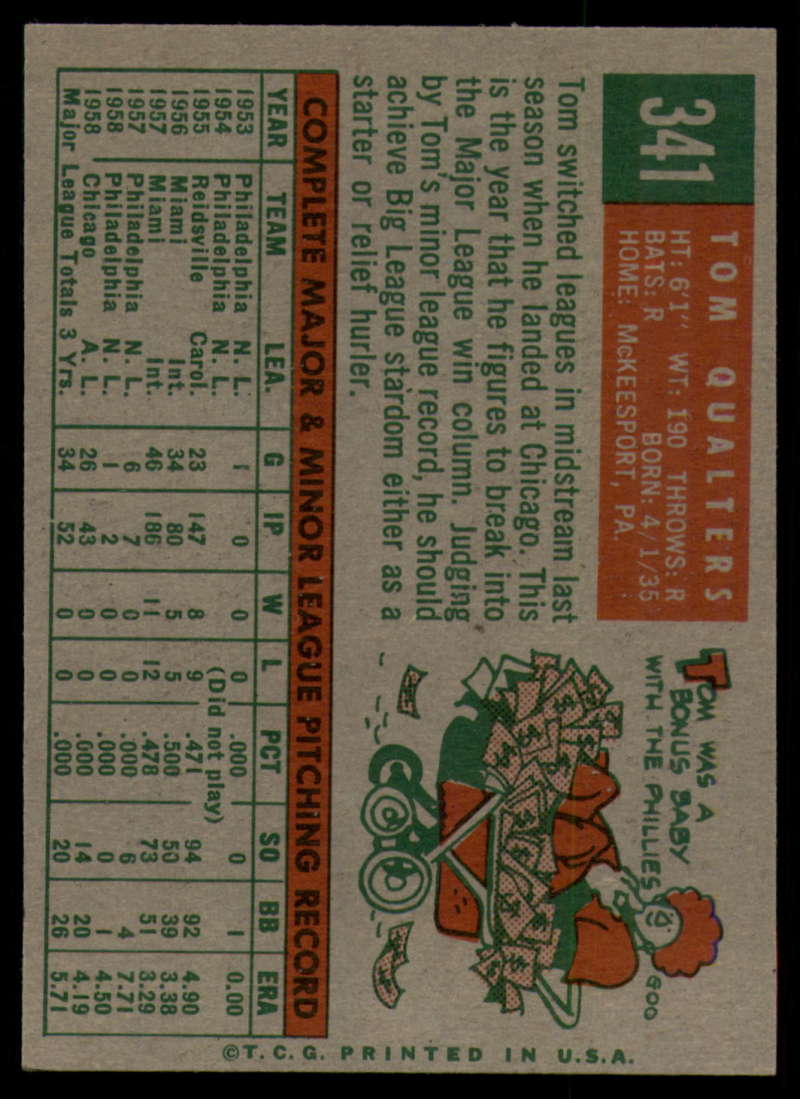 341
TOM QUALTERS
HT: 6'1" WT: 190 THROWS: R
BATS: R BORN: 4/1/35
HOME: McKEESPORT, PA.
Tom switched leagues in midstream last
season when he landed at Chicago. This
is the year that he figures to break into
the Major League win column. Judging
by Tom's minor league record, he should
achieve Big League stardom either as a
starter or relief hurler.
TOM WAS A
BONUS BABY
WITH THE PHILLIES
GOO
COMPLETE MAJOR & MINOR LEAGUE PITCHING RECORD
YEAR TEAM LEA. G IP W L PCT SO BB ERA
1953 Philadelphia N. L. 1 0 0 0 .000 0 1 0.00
1954 Philadelphia N. L. (Did not play)
1955 Reidsville Carol. 23 147 8 9 .471 94 92 4.90
1956 Miami Int. 34 80 5 5 .500 50 39 3.38
1957 Miami Int. 46 186 11 12 .478 73 51 3.29
1957 Philadelphia N. L. 6 7 0 0 .000 6 4 7.71
1958 Philadelphia N. L. 1 2 0 0 .000 0 1 4.50
1958 Chicago A. L. 26 43 0 0 .000 14 20 4.19
Major League Totals 3 Yrs. 34 52 0 0 .000 20 26 5.71
©T.C.G. PRINTED IN U.S.A.